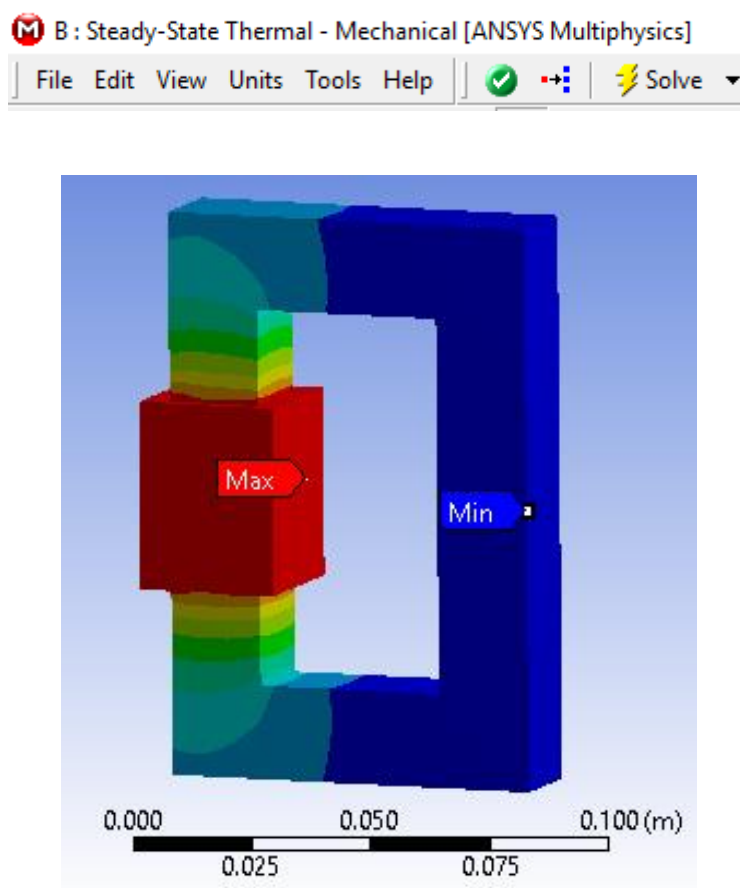 M B : Steady-State Thermal - Mechanical [ANSYS Multiphysics]
File Edit View Units Tools Help Solve
Max
Min
0.000 0.050 0.100 (m)
0.025 0.075